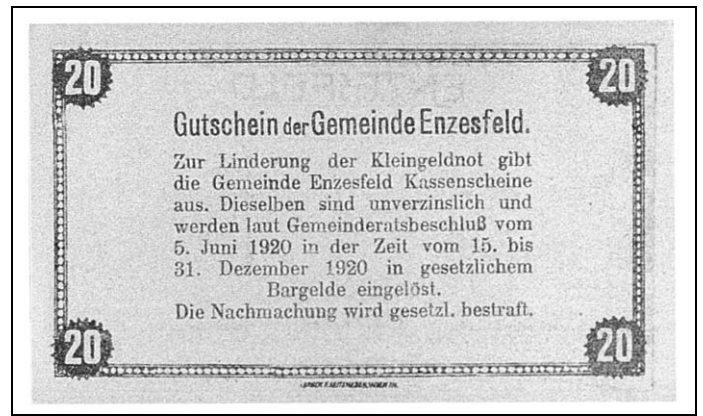 20 20
Gutschein der Gemeinde Enzesfeld.
Zur Linderung der Kleingeldnot gibt
die Gemeinde Enzesfeld Kassenscheine
aus. Dieselben sind unverzinslich und
werden laut Gemeinderatsbeschluß vom
5. Juni 1920 in der Zeit vom 15. bis
31. Dezember 1920 in gesetzlichem
Bargelde eingelöst.
Die Nachmachung wird gesetzl. bestraft.
20 20